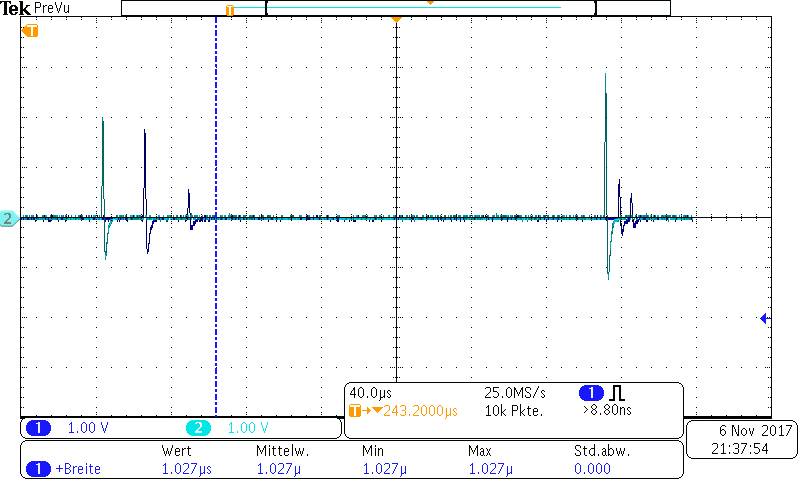 Tek PreVu
T
T
2
40.0µs 25.0MS/s 1
T→▼243.2000µs 10k Pkte. >8.80ns
1 1.00 V 2 1.00 V
6 Nov 2017
21:37:54
Wert Mittelw. Min Max Std.abw.
1 +Breite 1.027µs 1.027µ 1.027µ 1.027µ 0.000